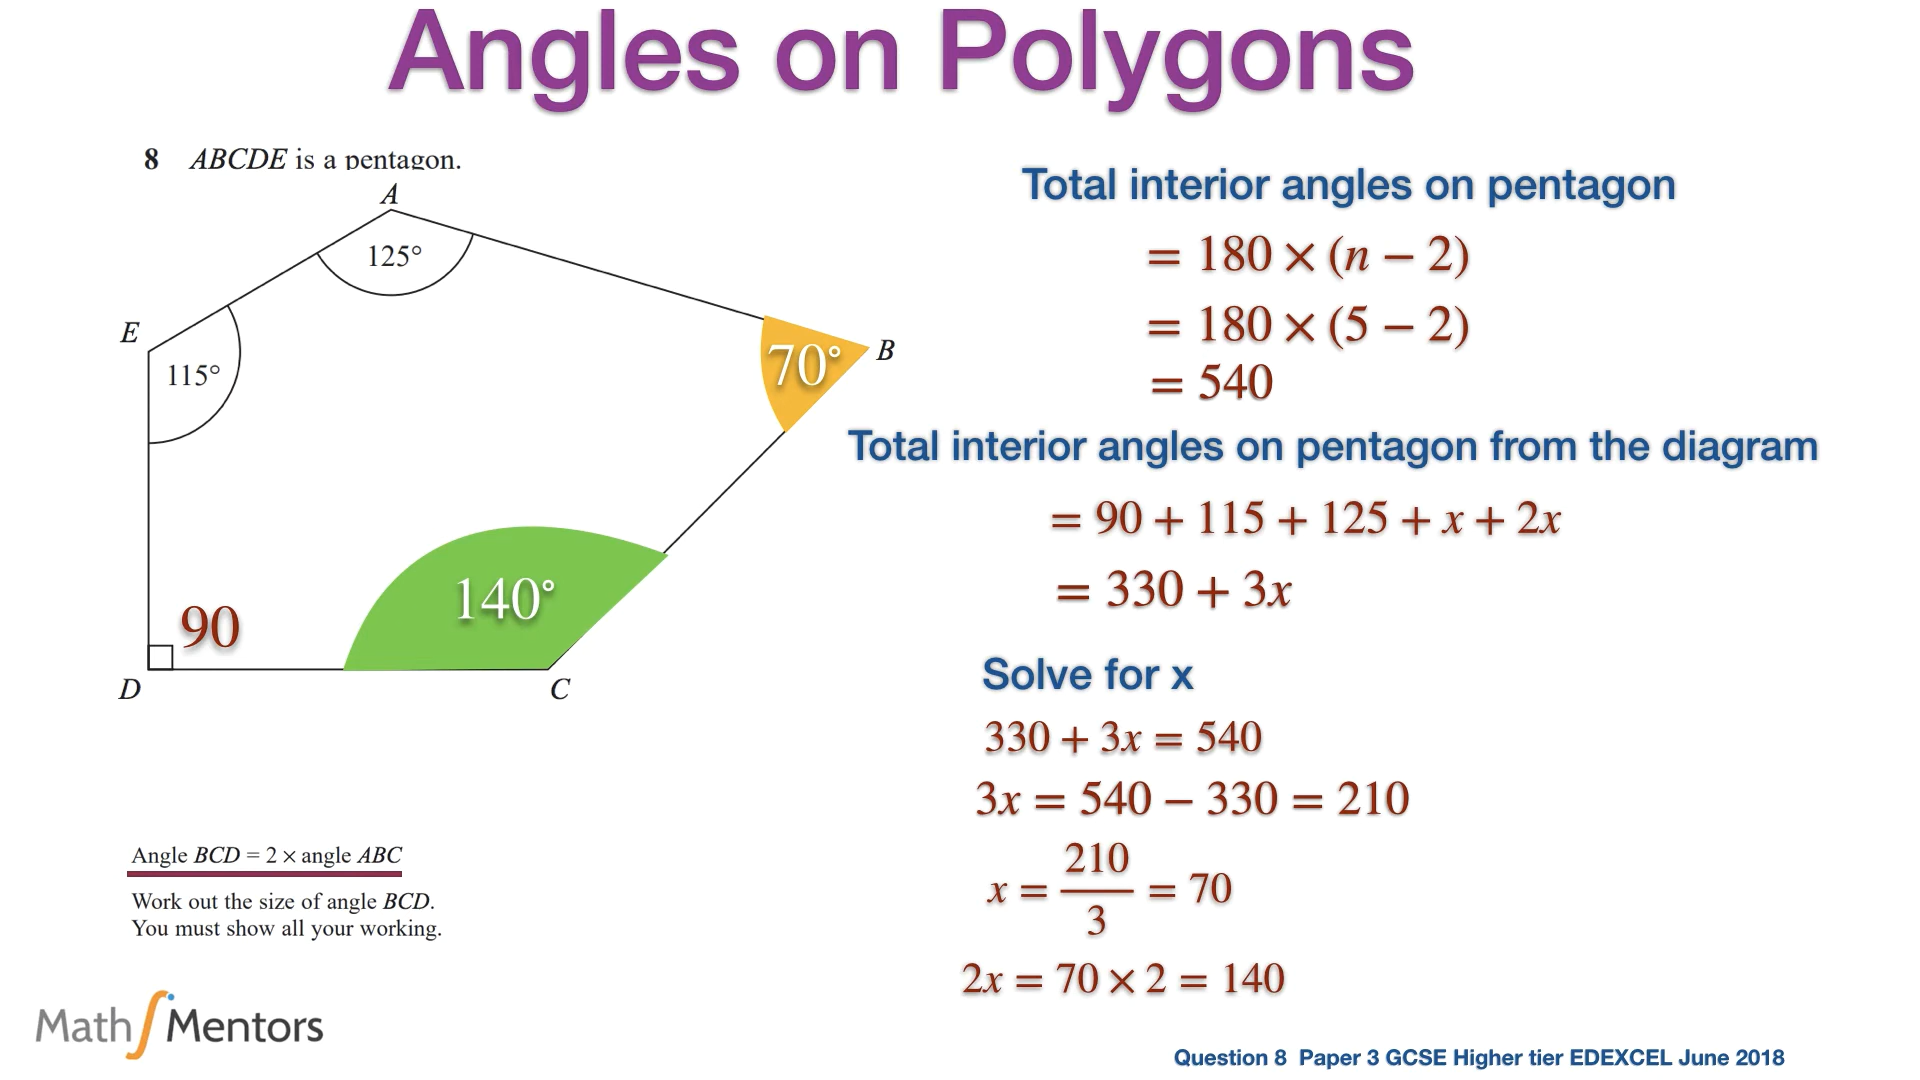 Angles on Polygons
8 ABCDE is a pentagon.
A
125°
E
115°
70°
B
140°
90
D
C
Angle BCD = 2 × angle ABC
Work out the size of angle BCD.
You must show all your working.
Math Mentors
Total interior angles on pentagon
= 180 × (n − 2)
= 180 × (5 − 2)
= 540
Total interior angles on pentagon from the diagram
= 90 + 115 + 125 + x + 2x
= 330 + 3x
Solve for x
330 + 3x = 540
3x = 540 − 330 = 210
x = 210/3 = 70
2x = 70 × 2 = 140
Question 8 Paper 3 GCSE Higher tier EDEXCEL June 2018